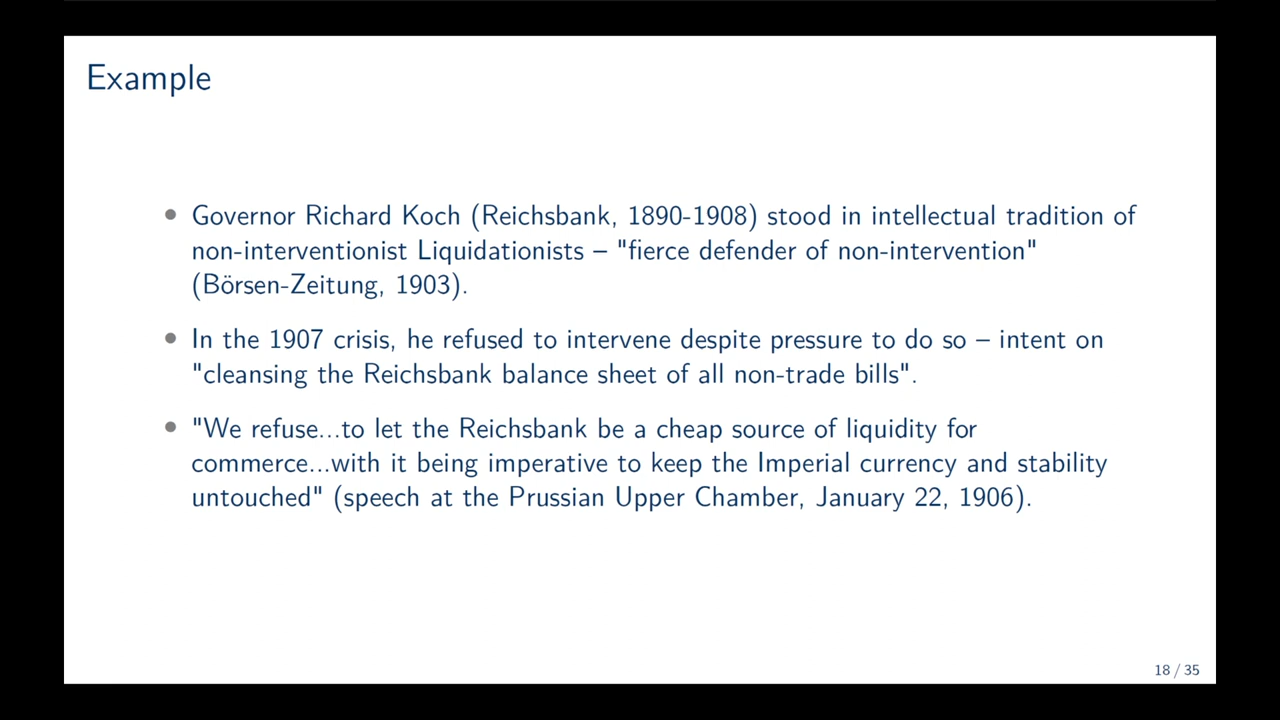 Example
• Governor Richard Koch (Reichsbank, 1890-1908) stood in intellectual tradition of
non-interventionist Liquidationists – "fierce defender of non-intervention"
(Börsen-Zeitung, 1903).
• In the 1907 crisis, he refused to intervene despite pressure to do so – intent on
"cleansing the Reichsbank balance sheet of all non-trade bills".
• "We refuse...to let the Reichsbank be a cheap source of liquidity for
commerce...with it being imperative to keep the Imperial currency and stability
untouched" (speech at the Prussian Upper Chamber, January 22, 1906).
18 / 35